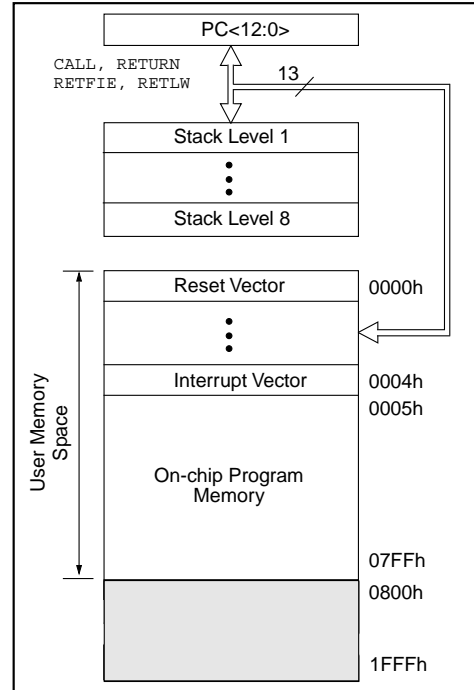 PC<12:0>
CALL, RETURN
RETFIE, RETLW
13
Stack Level 1
Stack Level 8
Reset Vector
0000h
Interrupt Vector
0004h
0005h
User Memory
Space
On-chip Program
Memory
07FFh
0800h
1FFFh